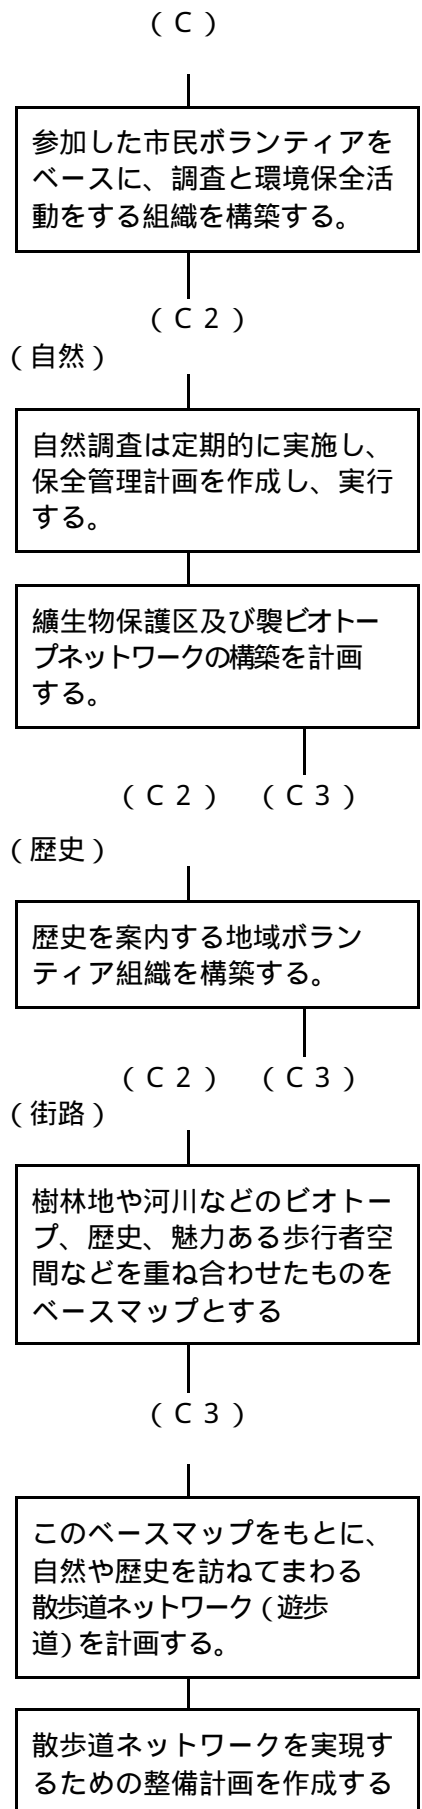 (C)
参加した市民ボランティアを
ベースに、調査と環境保全活
動をする組織を構築する。
(C2)
(自然)
自然調査は定期的に実施し、
保全管理計画を作成し、実行
する。
纊生物保護区及び褜ビオトー
プネットワークの構築を計画
する。
(C2) (C3)
(歴史)
歴史を案内する地域ボラン
ティア組織を構築する。
(C2) (C3)
(街路)
樹林地や河川などのビオトー
プ、歴史、魅力ある歩行者空
間などを重ね合わせたものを
ベースマップとする
(C3)
このベースマップをもとに、
自然や歴史を訪ねてまわる
散歩道ネットワーク(遊歩
道)を計画する。
散歩道ネットワークを実現す
るための整備計画を作成する